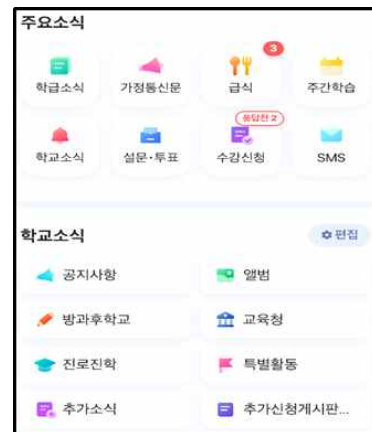 주요소식
3
학급소식 가정통신문 급식 주간학습
응답전 2
학교소식 설문·투표 수강신청 SMS
학교소식 편집
공지사항 앨범
방과후학교 교육청
진로진학 특별활동
추가소식 추가신청게시판...